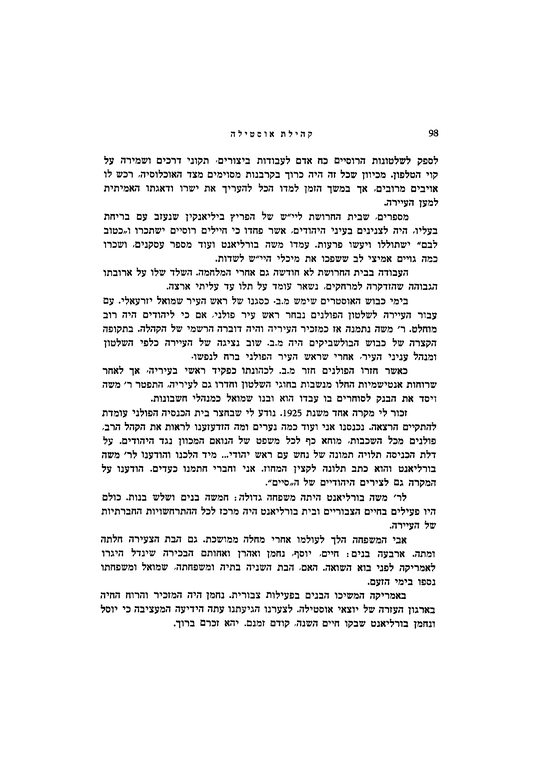 98
קהילת אוסטילה
לספק לשלטונות הרוסיים כח אדם לעבודות ביצורים, תקוני דרכים ושמירה על
קוי הטלפון. מכיוון שכל זה היה כרוך בקרבנות מסוימים מצד האוכלוסיה, רכש לו
אויבים מרובים, אך במשך הזמן למדו הכל להעריך את ישרו ודאגתו האמיתית
למען העיירה.
מספרים, שבית החרושת ליי״ש של הפריץ ביליאנקין שנעזב עם בריחת
בעליו, היה לצנינים בעיני היהודים, אשר פחדו כי חיילים רוסיים ישתכרו ו„כטוב
לבם״ ישתוללו ויעשו פרעות. עמדו משה בורליאנט ועוד מספר עסקנים, ושכרו
כמה גויים אמיצי לב ששפכו את מיכלי היי״ש לשדות.
העבודה בבית החרושת לא חודשה גם אחרי המלחמה. השלד שלו על ארובתו
הגבוהה שהזדקרה למרחקים, נשאר עומד על תלו עד עליתי ארצה.
בימי כבוש האוסטרים שימש מ.ב. כסגנו של ראש העיר שמואל יזרעאלי. עם
עבור העיירה לשלטון הפולנים נבחר ראש עיר פולני, אם כי ליהודים היה רוב
מוחלט. ר׳ משה נתמנה אז כמזכיר העיריה והיה דוברה הרשמי של הקהלה. בתקופה
הקצרה של כבוש הבולשביקים היה מ.ב. שוב נציגה של העיירה כלפי השלטון
ומנהל עניני העיר, אחרי שראש העיר הפולני ברח לנפשו.
כאשר חזרו הפולנים חזר מ.ב. לכהונתו כפקיד ראשי בעיריה, אך לאחר
שרוחות אנטישמיות החלו מנשבות בחוגי השלטון וחדרו גם לעיריה, התפטר ר׳ משה
ויסד את הבנק לסוחרים בו עבדו הוא ובנו שמואל כמנהלי חשבונות.
זכור לי מקרה אחד משנת 1925. נודע לי שבחצר בית הכנסיה הפולני עומדת
להתקיים הרצאה. נכנסנו אני ועוד כמה נערים ומה הזדעזענו לראות את הקהל הרב,
פולנים מכל השכבות, מוחא כף לכל משפט של הנואם המכוון נגד היהודים. על
דלת הכניסה תלויה תמונה של נחש עם ראש יהודי... מיד הלכנו והודענו לר׳ משה
בורליאנט והוא כתב תלונה לקצין המחוז. אני וחברי חתמנו כעדים. הודענו על
המקרה גם לצירים היהודיים של ה„סיים״.
לר׳ משה בורליאנט היתה משפחה גדולה: חמשה בנים ושלש בנות. כולם
היו פעילים בחיים הצבוריים ובית בורליאנט היה מרכז לכל ההתרחשויות החברתיות
של העיירה.
אבי המשפחה הלך לעולמו אחרי מחלה ממושכת. גם הבת הצעירה חלתה
ומתה. ארבעה בנים: חיים, יוסף, נחמן ואהרן ואחותם הבכירה שינדל היגרו
לאמריקה לפני בוא השואה. האם, הבת השניה בתיה ומשפחתה, שמואל ומשפחתו
נספו בימי הזעם.
באמריקה המשיכו הבנים בפעילות צבורית. נחמן היה המזכיר והרוח החיה
בארגון העזרה של יוצאי אוסטילה. לצערנו הגיעתנו עתה הידיעה המעציבה כי יוסל
ונחמן בורליאנט שבקו חיים השנה, קודם זמנם. יהא זכרם ברוך.